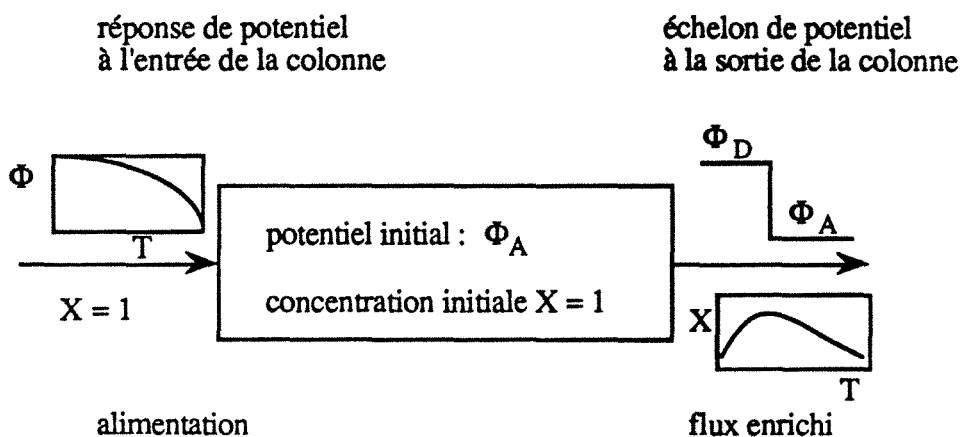 réponse de potentiel
à l'entrée de la colonne
échelon de potentiel
à la sortie de la colonne
Φ
T
X = 1
potentiel initial : Φ_A
concentration initiale X = 1
Φ_D
Φ_A
X
T
alimentation
flux enrichi